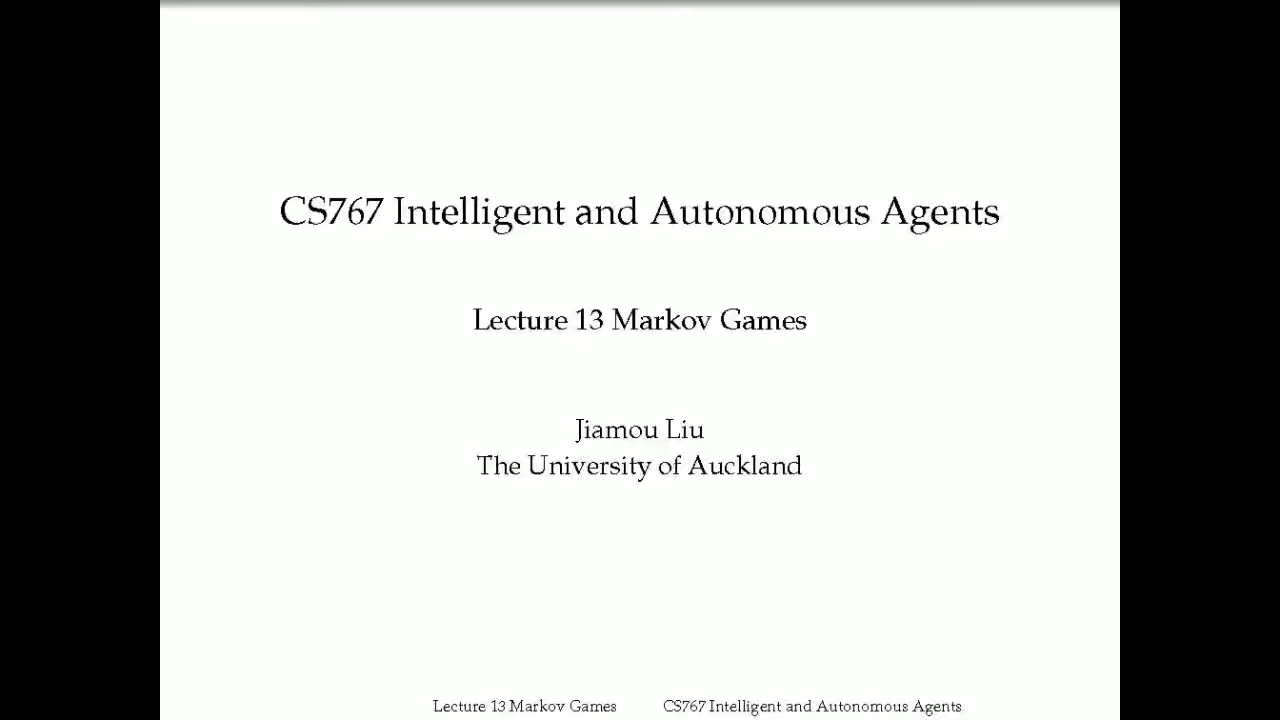 CS767 Intelligent and Autonomous Agents
Lecture 13 Markov Games
Jiamou Liu
The University of Auckland
Lecture 13 Markov Games CS767 Intelligent and Autonomous Agents